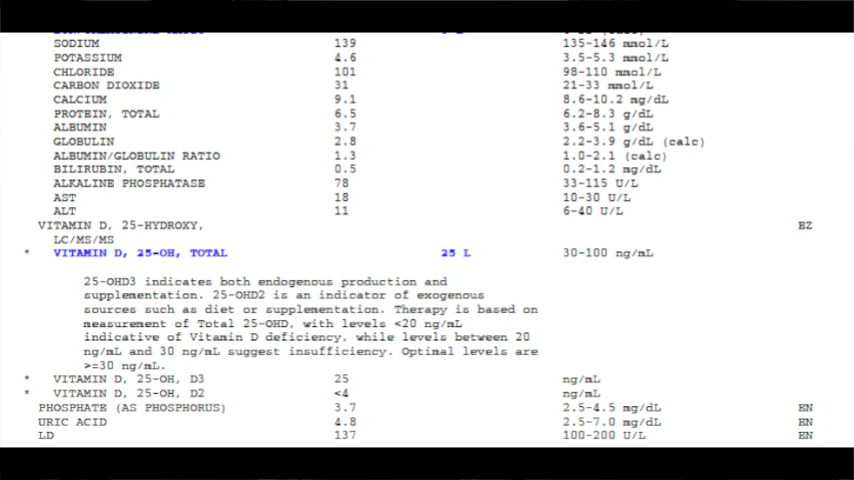 SODIUM 139 135-146 mmol/L
POTASSIUM 4.6 3.5-5.3 mmol/L
CHLORIDE 101 98-110 mmol/L
CARBON DIOXIDE 31 21-33 mmol/L
CALCIUM 9.1 8.6-10.2 mg/dL
PROTEIN, TOTAL 6.5 6.2-8.3 g/dL
ALBUMIN 3.7 3.6-5.1 g/dL
GLOBULIN 2.8 2.2-3.9 g/dL (calc)
ALBUMIN/GLOBULIN RATIO 1.3 1.0-2.1 (calc)
BILIRUBIN, TOTAL 0.5 0.2-1.2 mg/dL
ALKALINE PHOSPHATASE 78 33-115 U/L
AST 18 10-30 U/L
ALT 11 6-40 U/L
VITAMIN D, 25-HYDROXY, EZ
LC/MS/MS
* VITAMIN D, 25-OH, TOTAL 25 L 30-100 ng/mL
25-OHD3 indicates both endogenous production and
supplementation. 25-OHD2 is an indicator of exogenous
sources such as diet or supplementation. Therapy is based on
measurement of Total 25-OHD, with levels <20 ng/mL
indicative of Vitamin D deficiency, while levels between 20
ng/mL and 30 ng/mL suggest insufficiency. Optimal levels are
>=30 ng/mL.
* VITAMIN D, 25-OH, D3 25 ng/mL
* VITAMIN D, 25-OH, D2 <4 ng/mL
PHOSPHATE (AS PHOSPHORUS) 3.7 2.5-4.5 mg/dL EN
URIC ACID 4.8 2.5-7.0 mg/dL EN
LD 137 100-200 U/L EN